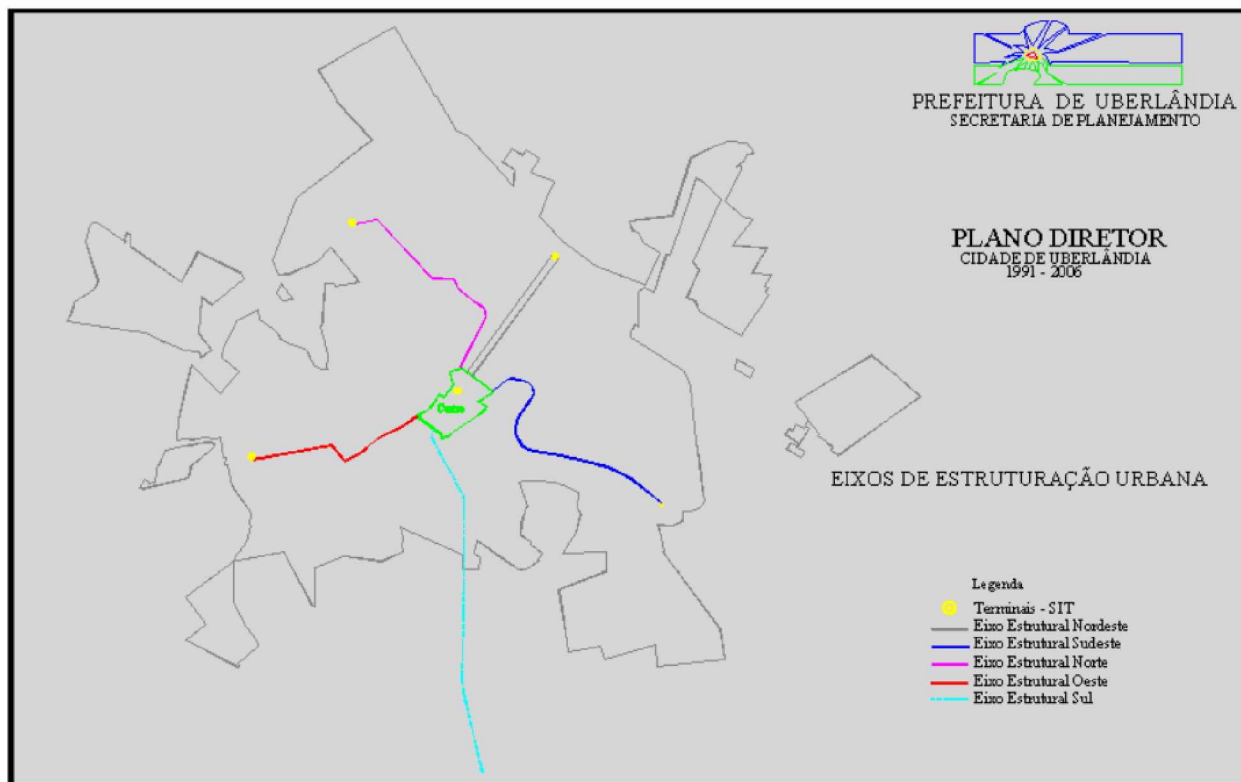 PREFEITURA DE UBERLÂNDIA
SECRETARIA DE PLANEJAMENTO
PLANO DIRETOR
CIDADE DE UBERLÂNDIA
1991 - 2006
Centro
EIXOS DE ESTRUTURAÇÃO URBANA
Legenda
Terminais - SIT
Eixo Estrutural Nordeste
Eixo Estrutural Sudeste
Eixo Estrutural Norte
Eixo Estrutural Oeste
Eixo Estrutural Sul